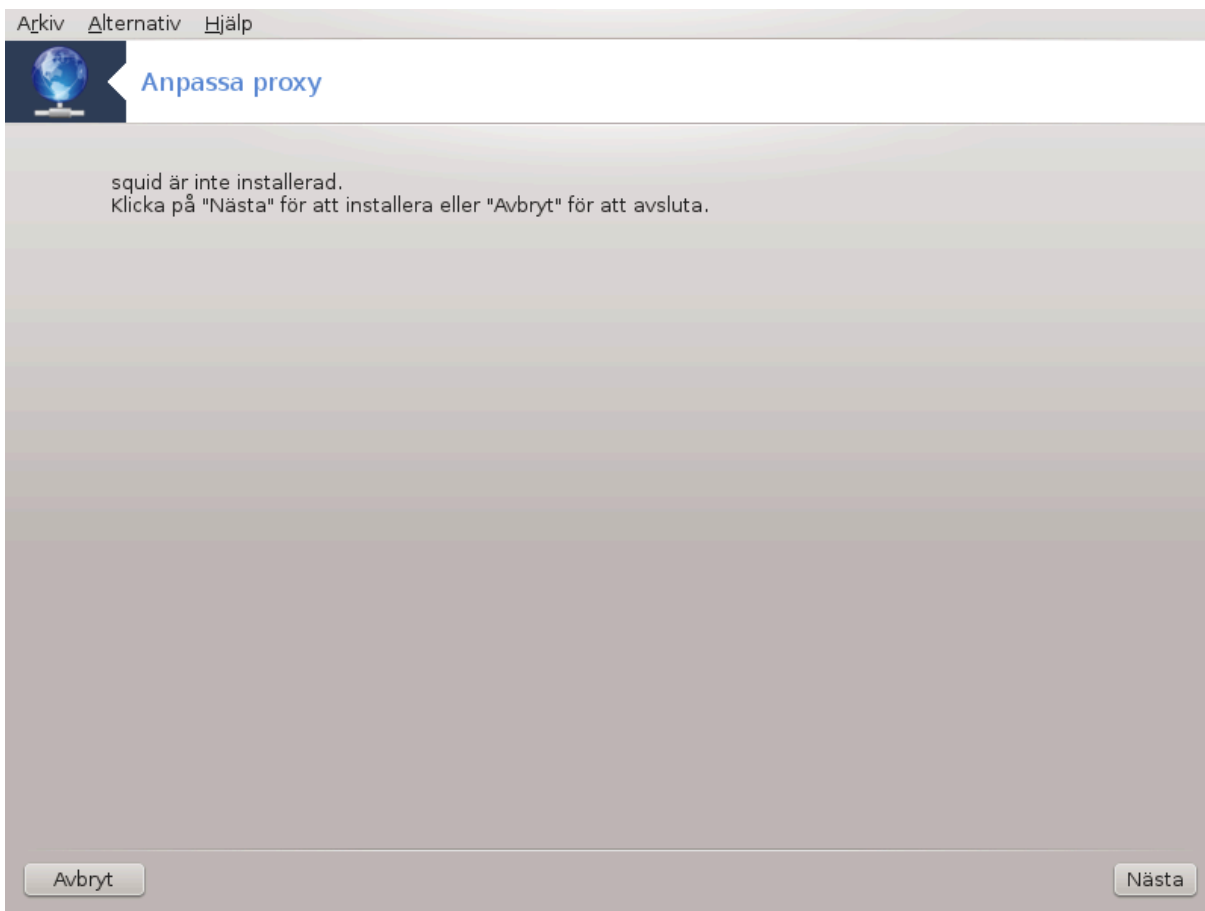 Arkiv Alternativ Hjälp
Anpassa proxy
squid är inte installerad.
Klicka på "Nästa" för att installera eller "Avbryt" för att avsluta.
Avbryt Nästa